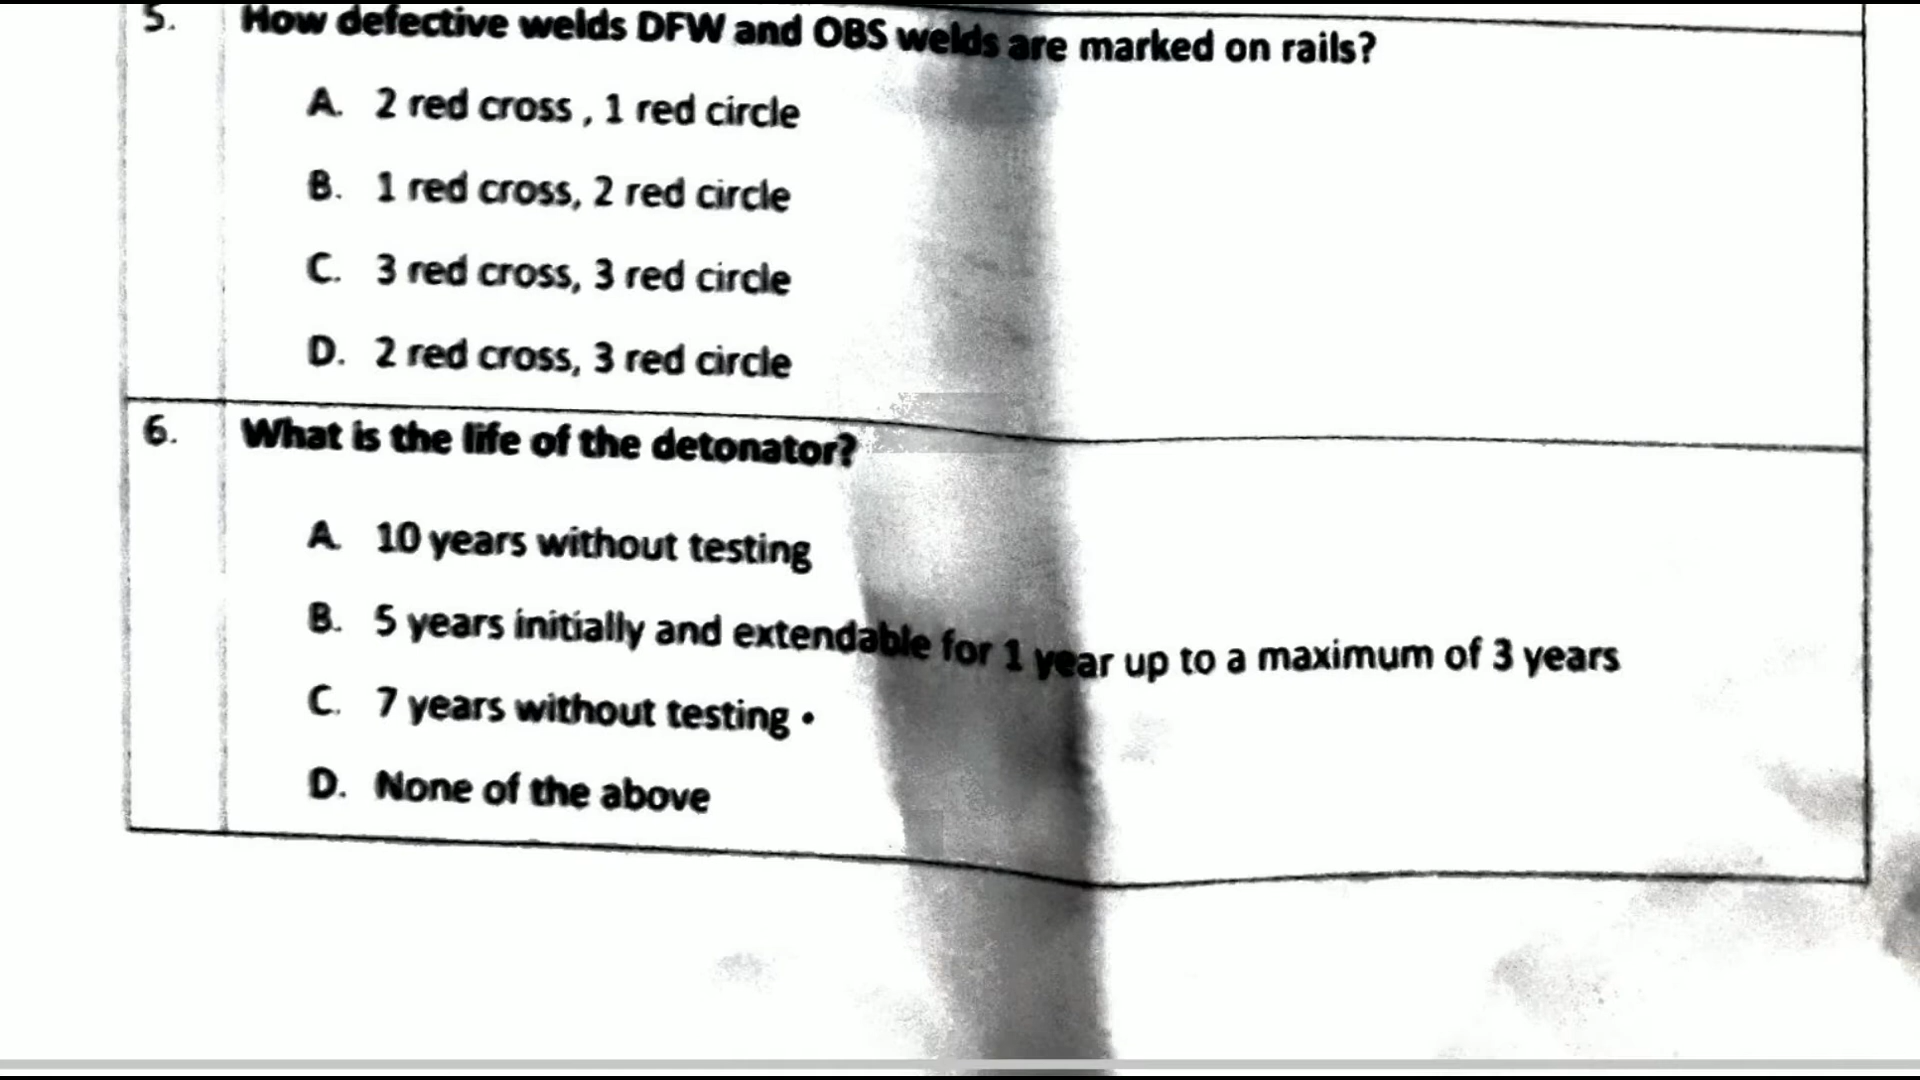 5. How defective welds DFW and OBS welds are marked on rails?
A. 2 red cross , 1 red circle
B. 1 red cross, 2 red circle
C. 3 red cross, 3 red circle
D. 2 red cross, 3 red circle
6. What is the life of the detonator?
A. 10 years without testing
B. 5 years initially and extendable for 1 year up to a maximum of 3 years
C. 7 years without testing •
D. None of the above